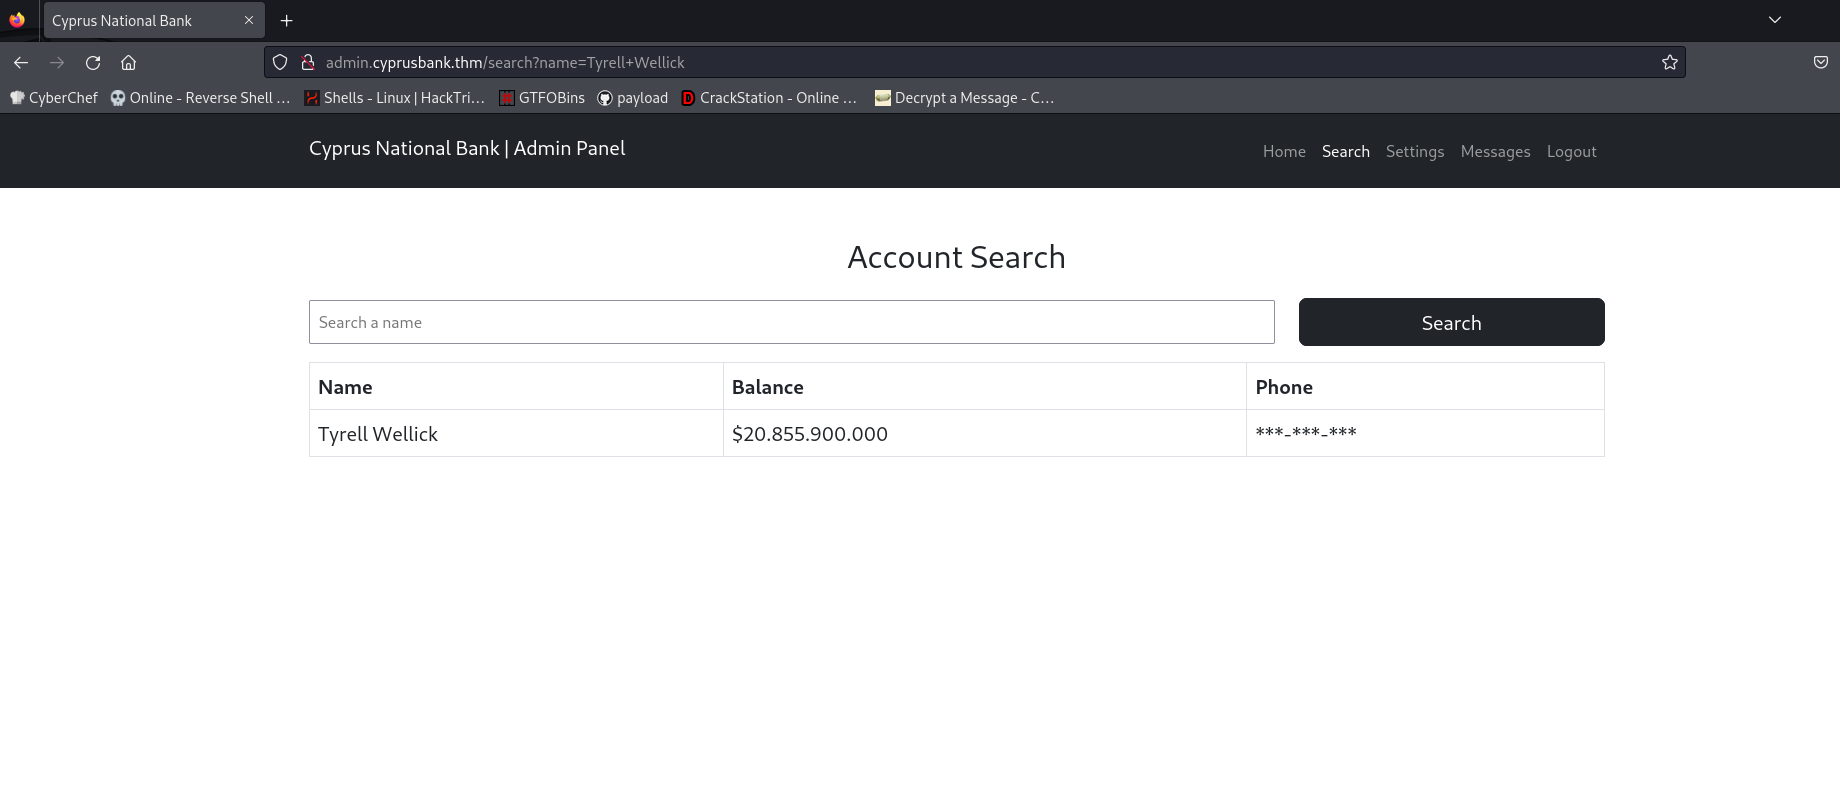 Cyprus National Bank
admin.cyprusbank.thm/search?name=Tyrell+Wellick
CyberChef Online - Reverse Shell ... Shells - Linux | HackTri... GTFOBins payload CrackStation - Online ... Decrypt a Message - C...
Cyprus National Bank | Admin Panel Home Search Settings Messages Logout
Account Search
Search a name Search
Name Balance Phone
Tyrell Wellick $20.855.900.000 ***-***-***